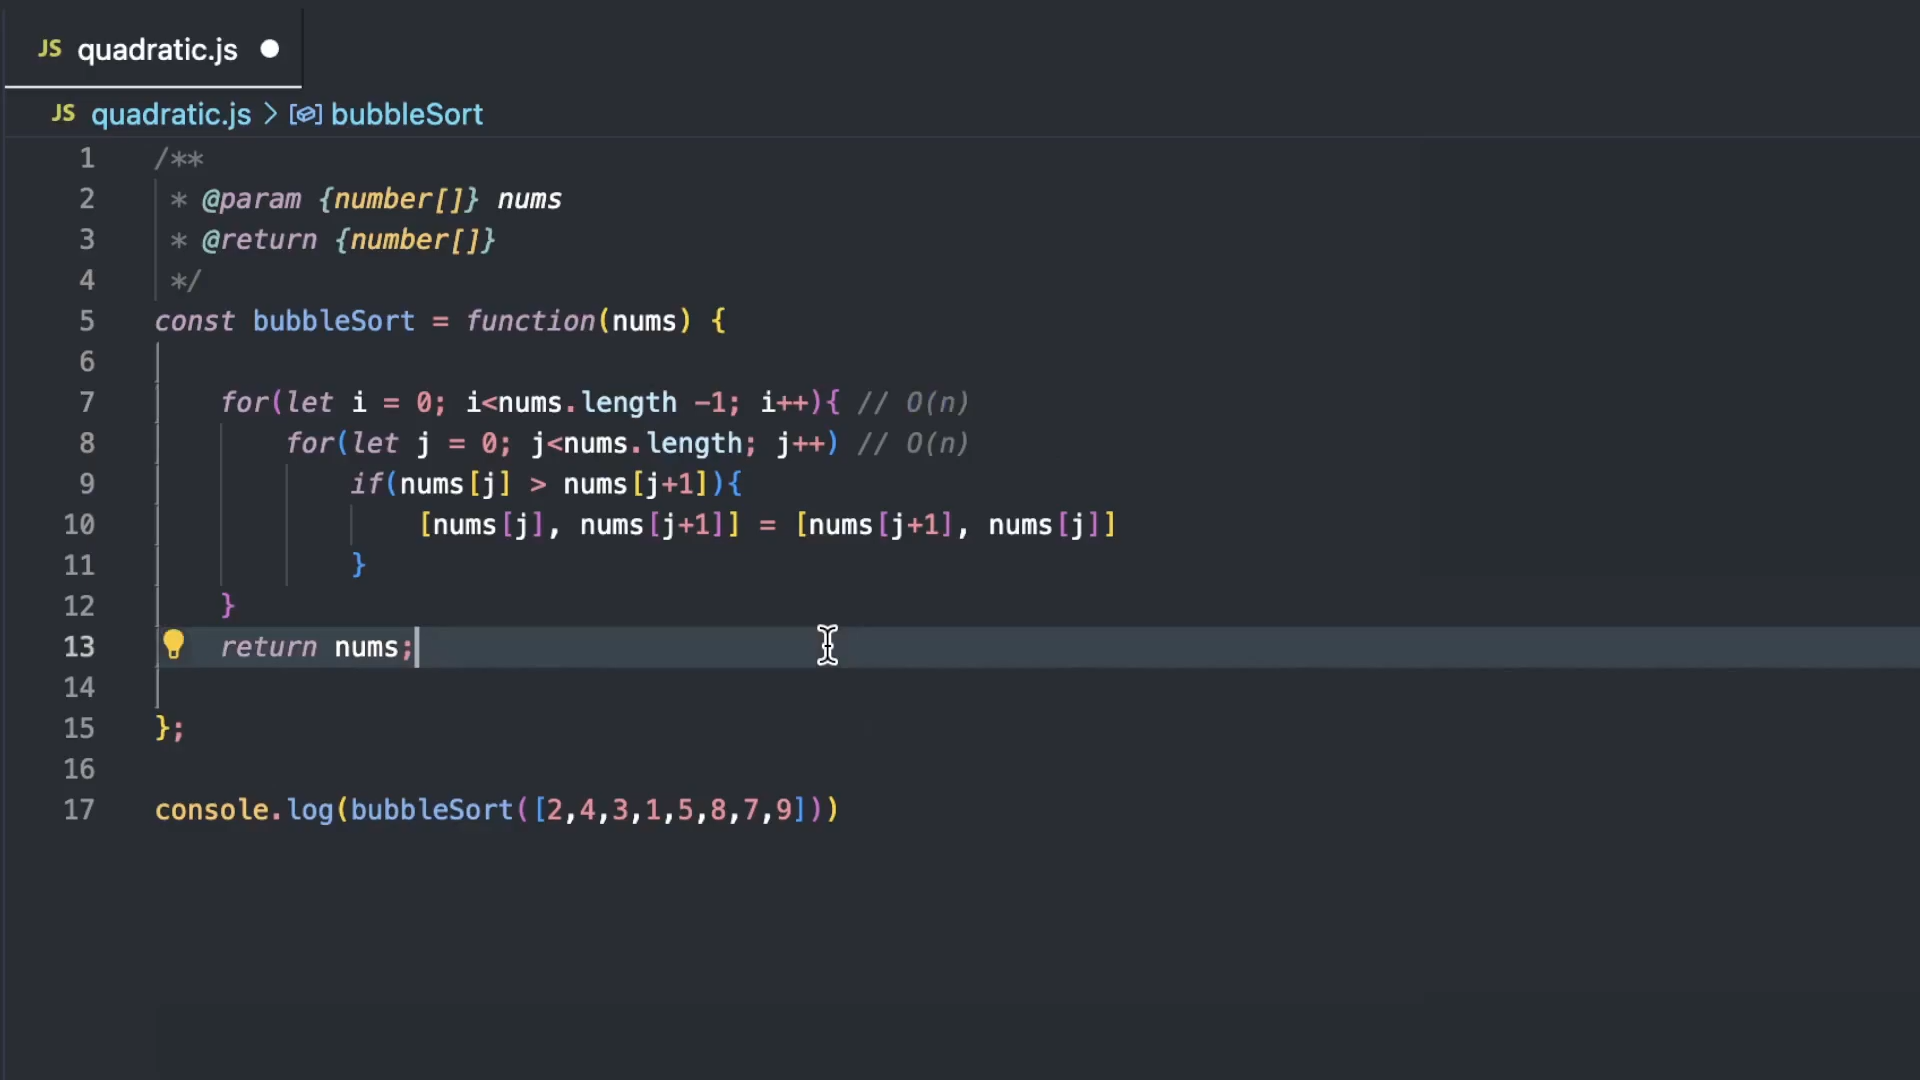 JS quadratic.js
JS quadratic.js > bubbleSort
1 /**
2  * @param {number[]} nums
3  * @return {number[]}
4  */
5 const bubbleSort = function(nums) {
6
7     for(let i = 0; i<nums.length -1; i++){ // O(n)
8         for(let j = 0; j<nums.length; j++) // O(n)
9             if(nums[j] > nums[j+1]){
10                 [nums[j], nums[j+1]] = [nums[j+1], nums[j]]
11             }
12     }
13     return nums;
14
15 };
16
17 console.log(bubbleSort([2,4,3,1,5,8,7,9]))